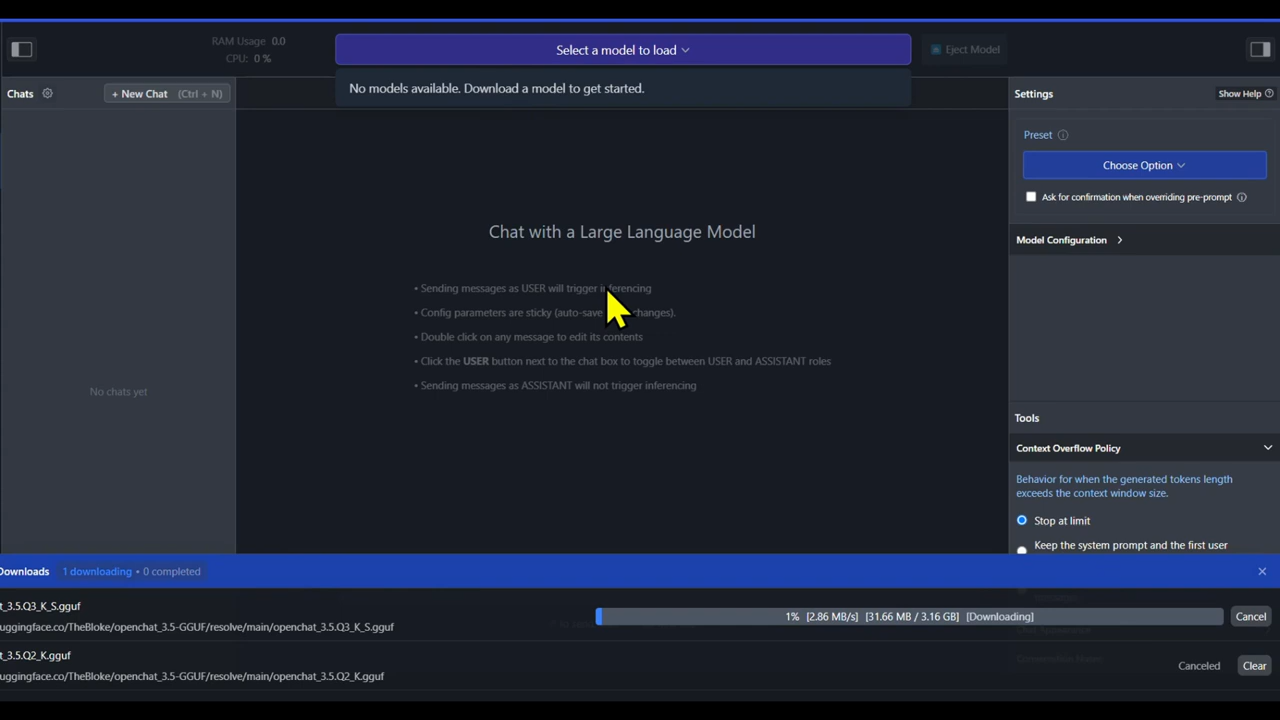 RAM Usage 0.0
CPU: 0 %
Select a model to load
Eject Model
No models available. Download a model to get started.
Chats
+ New Chat (Ctrl + N)
No chats yet
Chat with a Large Language Model
• Sending messages as USER will trigger inferencing
• Config parameters are sticky (auto-save changes).
• Double click on any message to edit its contents
• Click the USER button next to the chat box to toggle between USER and ASSISTANT roles
• Sending messages as ASSISTANT will not trigger inferencing
Settings
Show Help
Preset
Choose Option
Ask for confirmation when overriding pre-prompt
Model Configuration
Tools
Context Overflow Policy
Behavior for when the generated tokens length
exceeds the context window size.
Stop at limit
Keep the system prompt and the first user
Downloads 1 downloading • 0 completed
t_3.5.Q3_K_S.gguf
uggingface.co/TheBloke/openchat_3.5-GGUF/resolve/main/openchat_3.5.Q3_K_S.gguf
1% [2.86 MB/s] [31.66 MB / 3.16 GB] [Downloading]
Cancel
t_3.5.Q2_K.gguf
uggingface.co/TheBloke/openchat_3.5-GGUF/resolve/main/openchat_3.5.Q2_K.gguf
Canceled
Clear